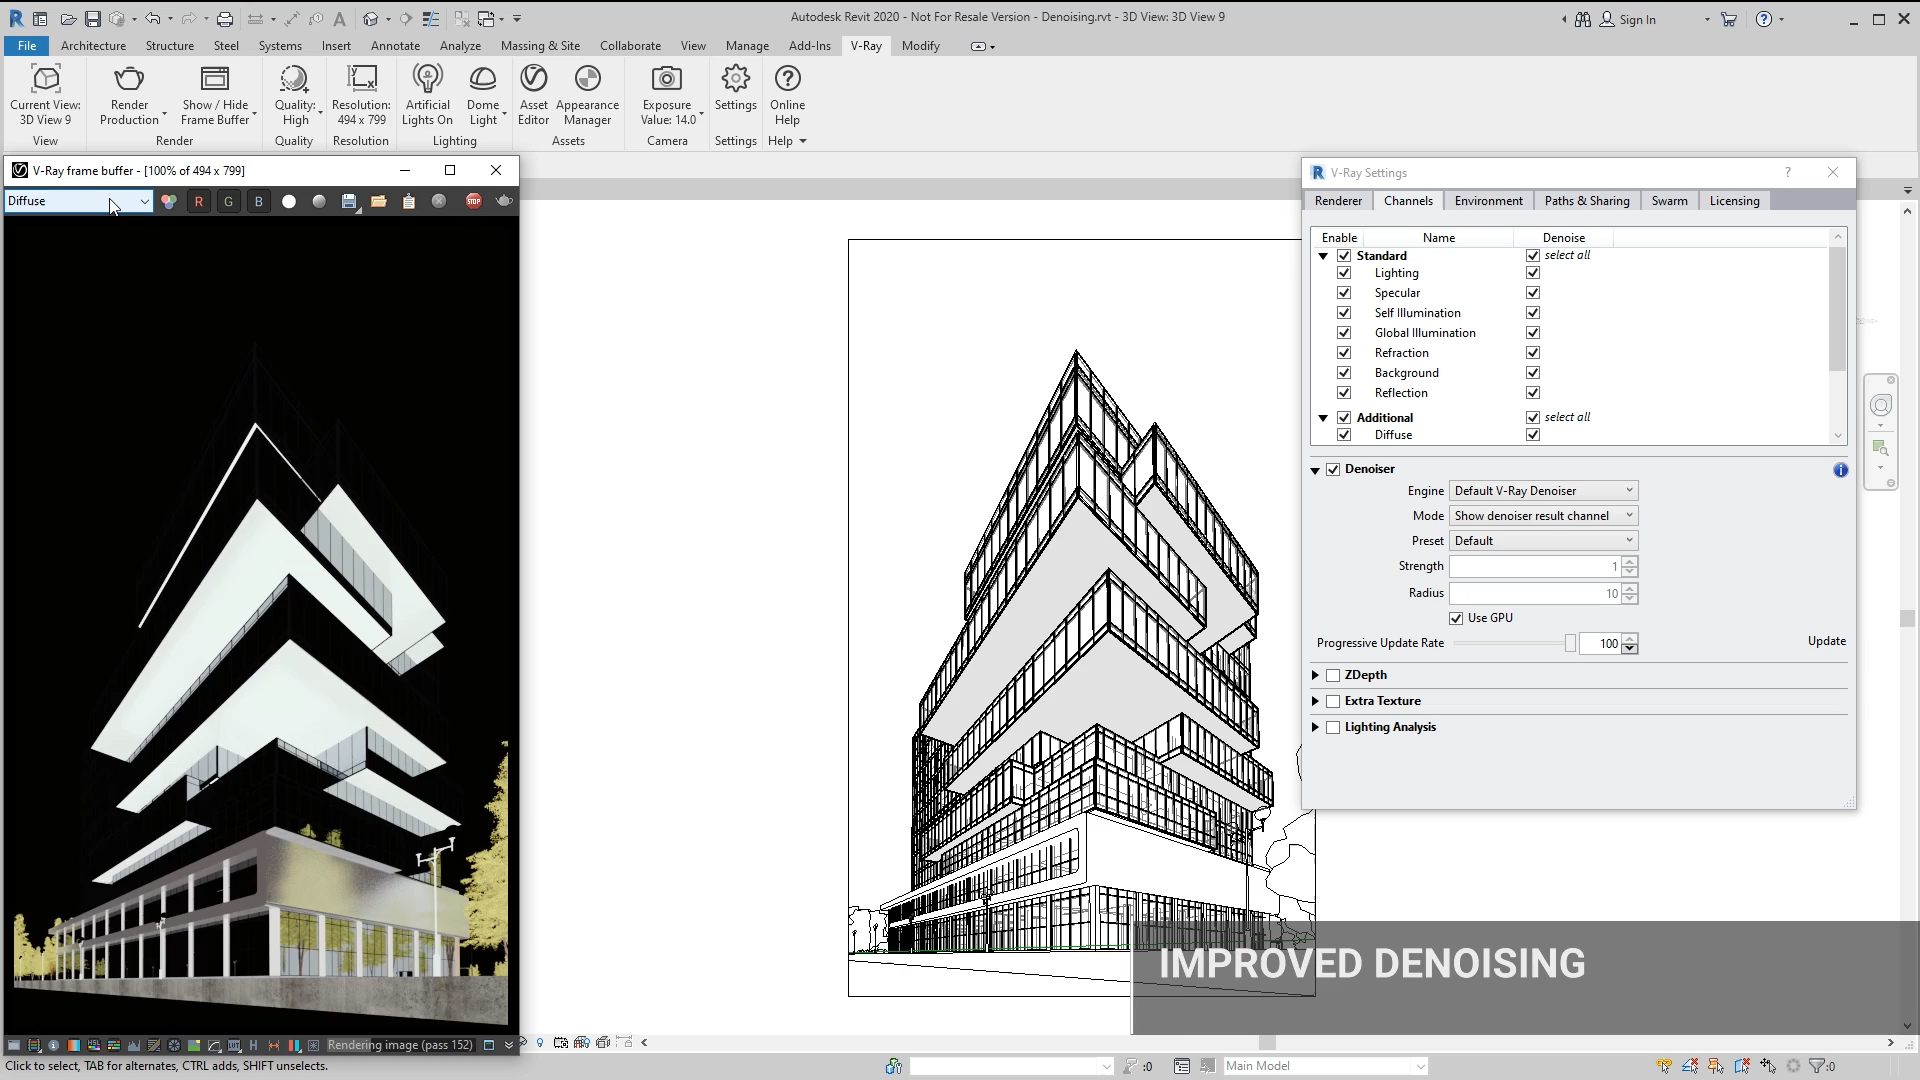 Autodesk Revit 2020 - Not For Resale Version - Denoising.rvt - 3D View: 3D View 9
Sign In
File
Architecture
Structure
Steel
Systems
Insert
Annotate
Analyze
Massing & Site
Collaborate
View
Manage
Add-Ins
V-Ray
Modify
Current View:
3D View 9
Render
Production
Show / Hide
Frame Buffer
Quality:
High
Resolution:
494 x 799
Artificial
Lights On
Dome
Light
Asset
Editor
Appearance
Manager
Exposure
Value: 14.0
Settings
Online
Help
View
Render
Quality
Resolution
Lighting
Assets
Camera
Settings
Help
V-Ray frame buffer - [100% of 494 x 799]
Diffuse
R
G
B
STOP
Rendering image (pass 152)
V-Ray Settings
Renderer
Channels
Environment
Paths & Sharing
Swarm
Licensing
Enable
Name
Denoise
Standard
select all
Lighting
Specular
Self Illumination
Global Illumination
Refraction
Background
Reflection
Additional
select all
Diffuse
Denoiser
Engine
Default V-Ray Denoiser
Mode
Show denoiser result channel
Preset
Default
Strength
1
Radius
10
Use GPU
Progressive Update Rate
100
Update
ZDepth
Extra Texture
Lighting Analysis
IMPROVED DENOISING
Click to select, TAB for alternates, CTRL adds, SHIFT unselects.
:0
Main Model
:0